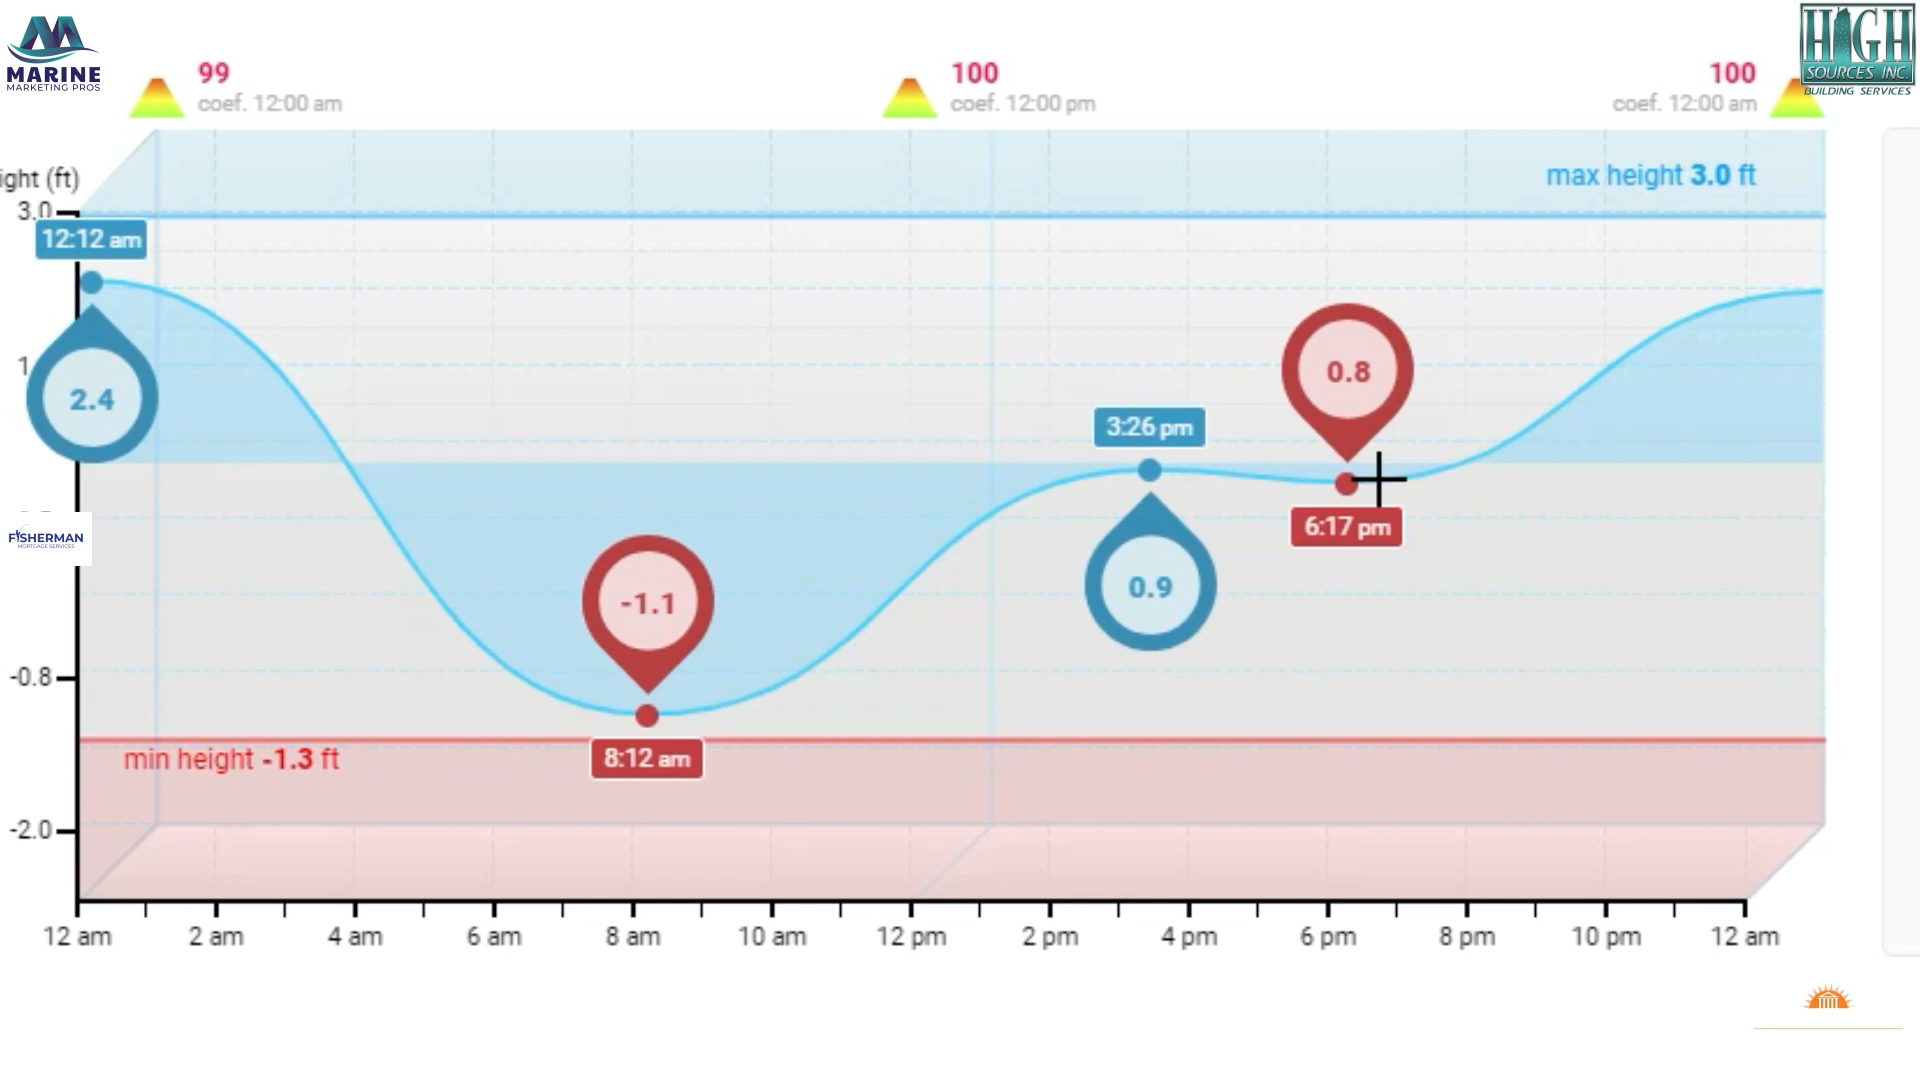 MARINE
MARKETING PROS
99
coef. 12:00 am
100
coef. 12:00 pm
100
coef. 12:00 am
HIGH
SOURCES INC.
BUILDING SERVICES
ight (ft)
max height 3.0 ft
3.0
12:12 am
1
2.4
0.8
3:26 pm
6:17 pm
FISHERMAN
MORTGAGE SERVICES
0.9
-1.1
-0.8
8:12 am
min height -1.3 ft
-2.0
12 am 2 am 4 am 6 am 8 am 10 am 12 pm 2 pm 4 pm 6 pm 8 pm 10 pm 12 am